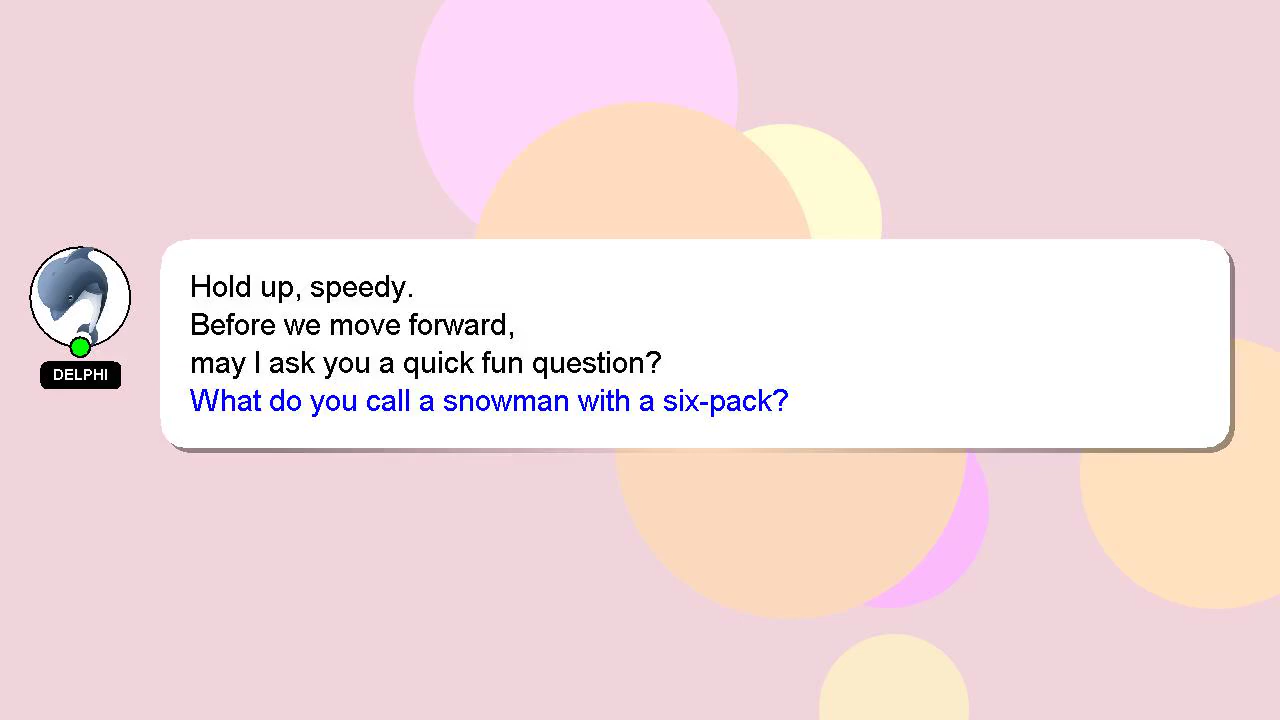 Hold up, speedy.
Before we move forward,
may I ask you a quick fun question?
What do you call a snowman with a six-pack?
DELPHI